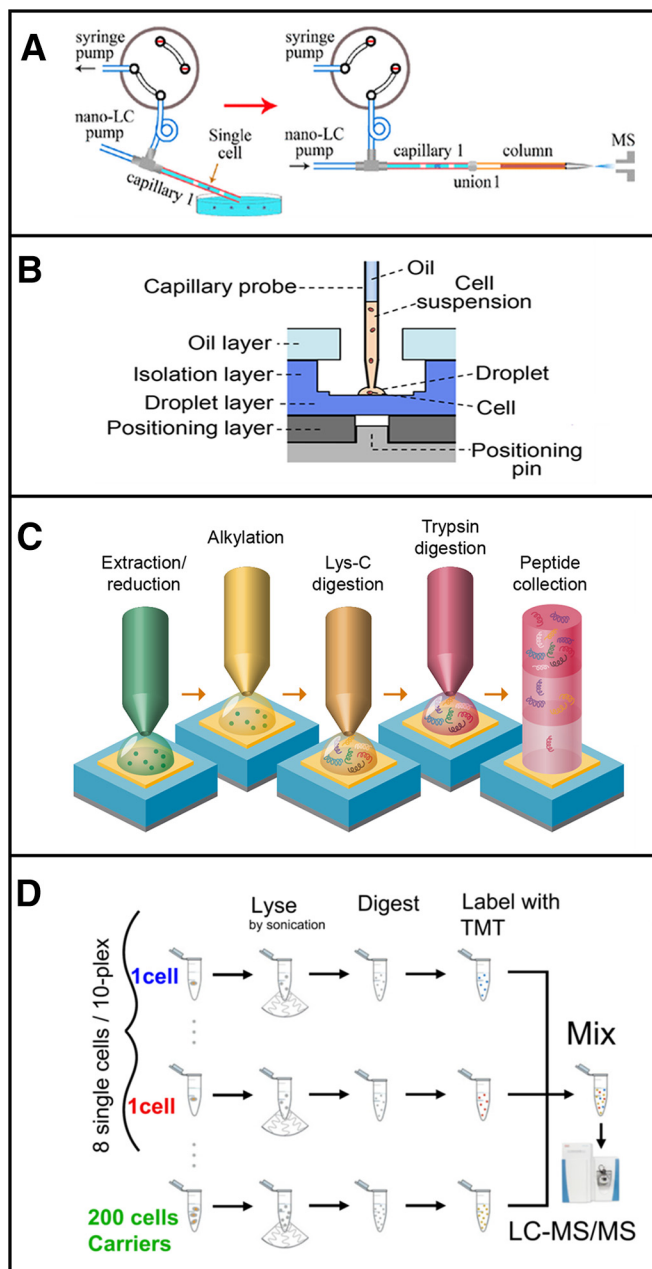 A
syringe
pump
nano-LC
pump
Single
cell
capillary 1
syringe
pump
nano-LC
pump
capillary 1
union1
column
MS
B
Oil
Capillary probe
Cell
suspension
Oil layer
Isolation layer
Droplet
Droplet layer
Cell
Positioning layer
Positioning
pin
C
Extraction/
reduction
Alkylation
Lys-C
digestion
Trypsin
digestion
Peptide
collection
D
8 single cells / 10-plex
Lyse
by sonication
Digest
Label with
TMT
1cell
1cell
200 cells
Carriers
Mix
LC-MS/MS